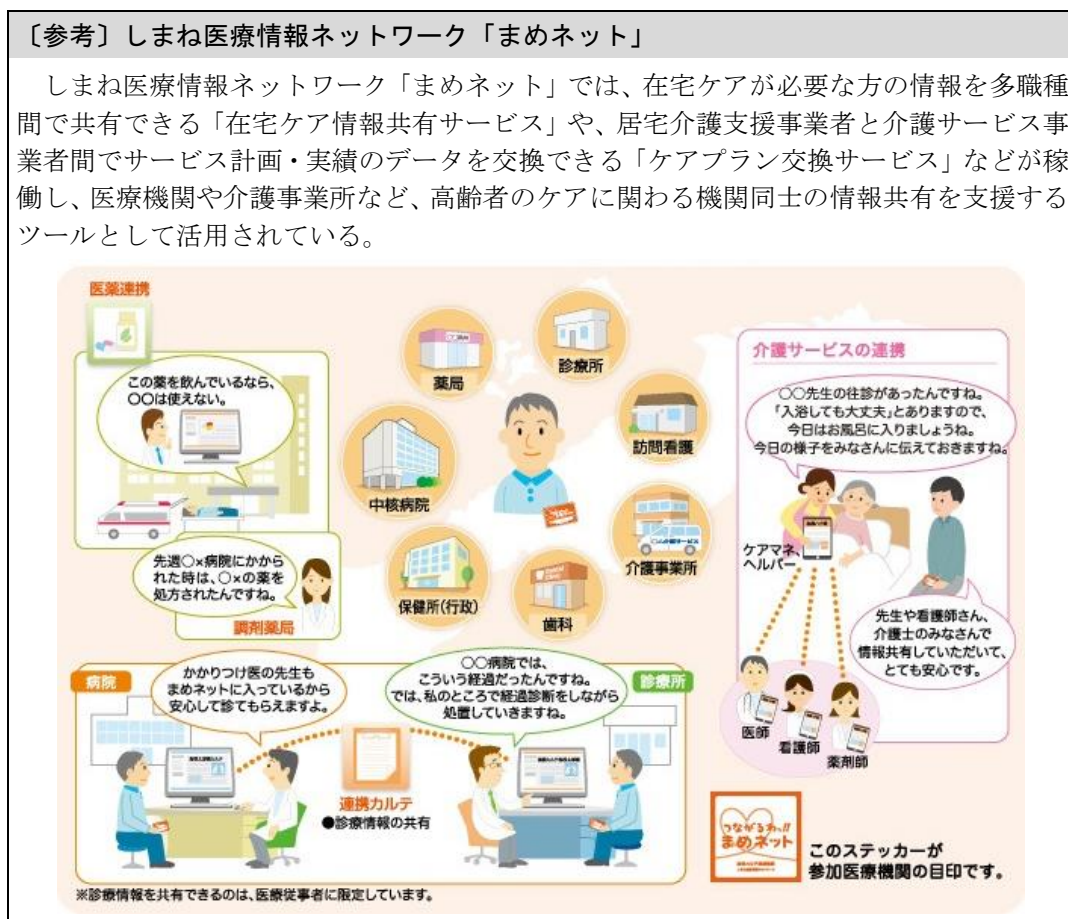 〔参考〕しまね医療情報ネットワーク「まめネット」
しまね医療情報ネットワーク「まめネット」では、在宅ケアが必要な方の情報を多職種
間で共有できる「在宅ケア情報共有サービス」や、居宅介護支援事業者と介護サービス事
業者間でサービス計画・実績のデータを交換できる「ケアプラン交換サービス」などが稼
働し、医療機関や介護事業所など、高齢者のケアに関わる機関同士の情報共有を支援する
ツールとして活用されている。
医薬連携
この薬を飲んでいるなら、
〇〇は使えない。
先週〇×病院にかから
れた時は、〇×の薬を
処方されたんですね。
調剤薬局
薬局
診療所
訪問看護
中核病院
介護事業所
保健所(行政)
歯科
介護サービスの連携
〇〇先生の往診があったんですね。
「入浴しても大丈夫」とありますので、
今日はお風呂に入りましょうね。
今日の様子をみなさんに伝えておきますね。
ケアマネ、
ヘルパー
先生や看護師さん、
介護士のみなさんで
情報共有していただいて、
とても安心です。
医師
看護師
薬剤師
病院
かかりつけ医の先生も
まめネットに入っているから
安心して診てもらえますよ。
〇〇病院では、
こういう経過だったんですね。
では、私のところで経過診断をしながら
処置していきますね。
診療所
連携カルテ
●診療情報の共有
※診療情報を共有できるのは、医療従事者に限定しています。
つながるわっ!!
まめネット
このステッカーが
参加医療機関の目印です。